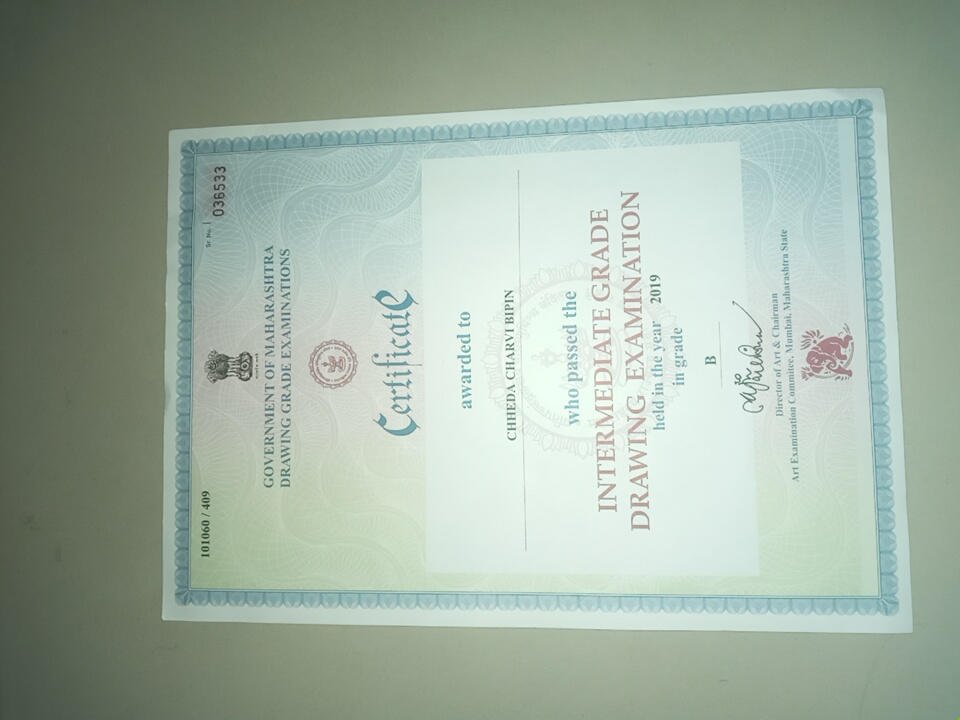 101060 / 409
Sr. No.
036533
GOVERNMENT OF MAHARASHTRA
DRAWING GRADE EXAMINATIONS
Certificate
awarded to
CHHEDA CHARVI BIPIN
who passed the
INTERMEDIATE GRADE
DRAWING EXAMINATION
held in the year 2019
in grade
B
Director of Art & Chairman
Art Examination Committee, Mumbai, Maharashtra State